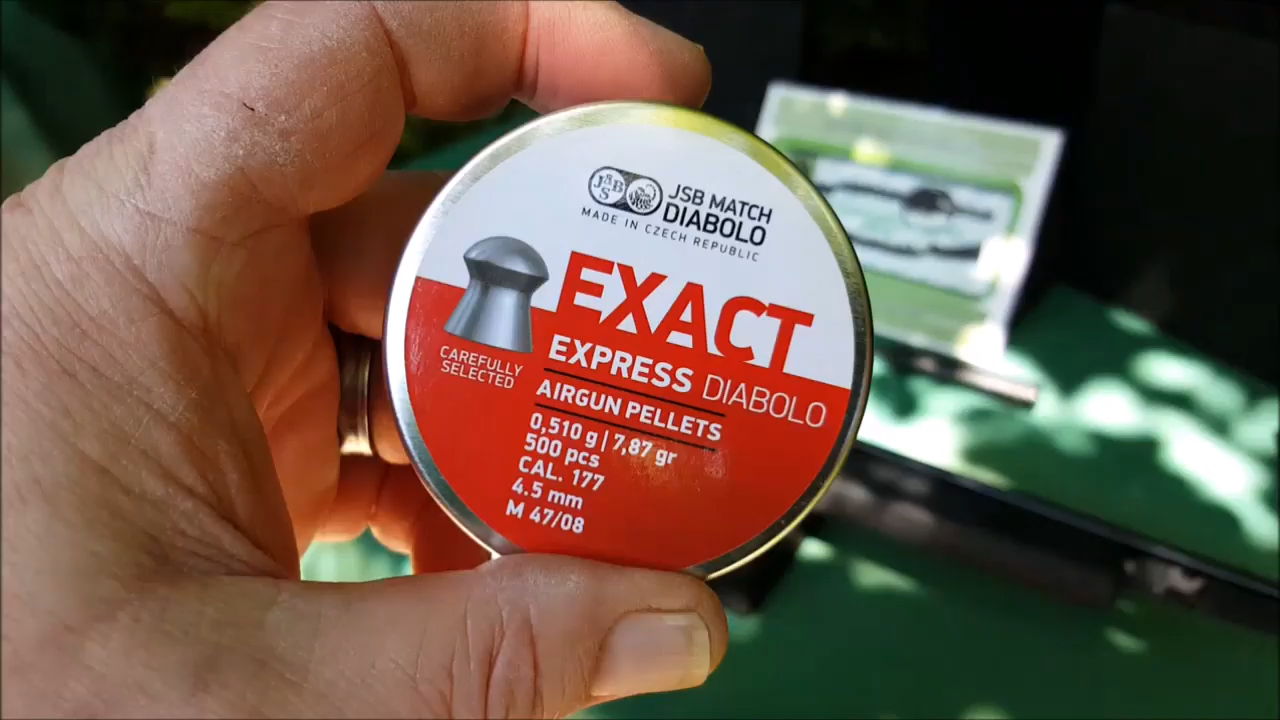 JSB
JSB MATCH
DIABOLO
MADE IN CZECH REPUBLIC
EXACT
EXPRESS DIABOLO
AIRGUN PELLETS
CAREFULLY
SELECTED
0,510 g | 7,87 gr
500 pcs
CAL. 177
4.5 mm
M 47/08